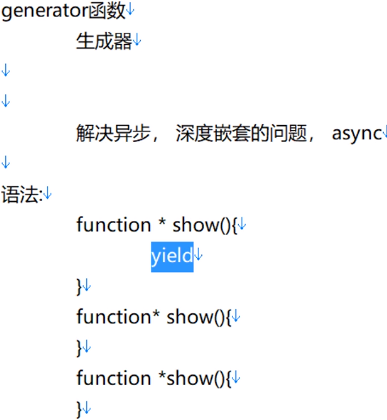 generator函数
生成器
解决异步， 深度嵌套的问题， async
语法:
function * show(){
yield
}
function* show(){
}
function *show(){
}